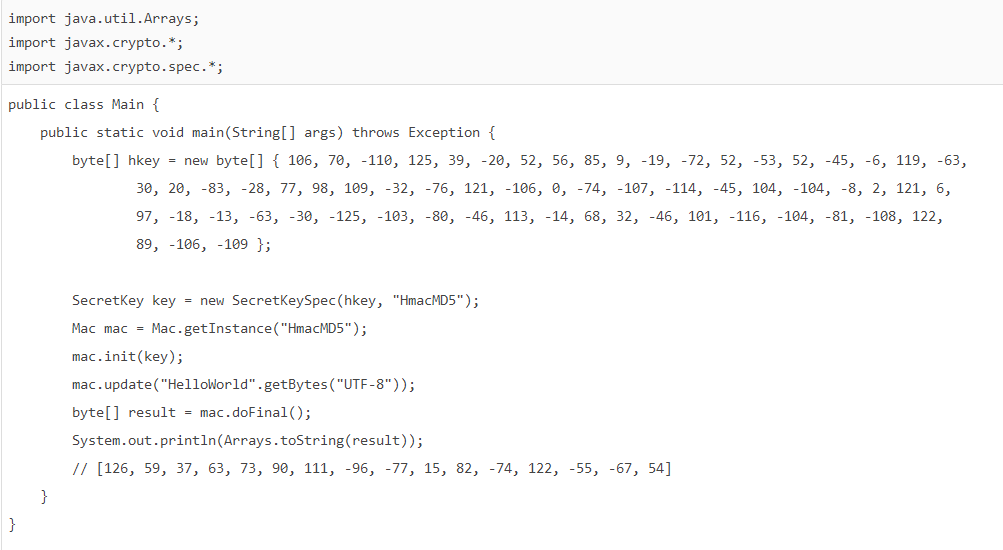 import java.util.Arrays;
import javax.crypto.*;
import javax.crypto.spec.*;
public class Main {
public static void main(String[] args) throws Exception {
byte[] hkey = new byte[] { 106, 70, -110, 125, 39, -20, 52, 56, 85, 9, -19, -72, 52, -53, 52, -45, -6, 119, -63,
30, 20, -83, -28, 77, 98, 109, -32, -76, 121, -106, 0, -74, -107, -114, -45, 104, -104, -8, 2, 121, 6,
97, -18, -13, -63, -30, -125, -103, -80, -46, 113, -14, 68, 32, -46, 101, -116, -104, -81, -108, 122,
89, -106, -109 };
SecretKey key = new SecretKeySpec(hkey, "HmacMD5");
Mac mac = Mac.getInstance("HmacMD5");
mac.init(key);
mac.update("HelloWorld".getBytes("UTF-8"));
byte[] result = mac.doFinal();
System.out.println(Arrays.toString(result));
// [126, 59, 37, 63, 73, 90, 111, -96, -77, 15, 82, -74, 122, -55, -67, 54]
}
}